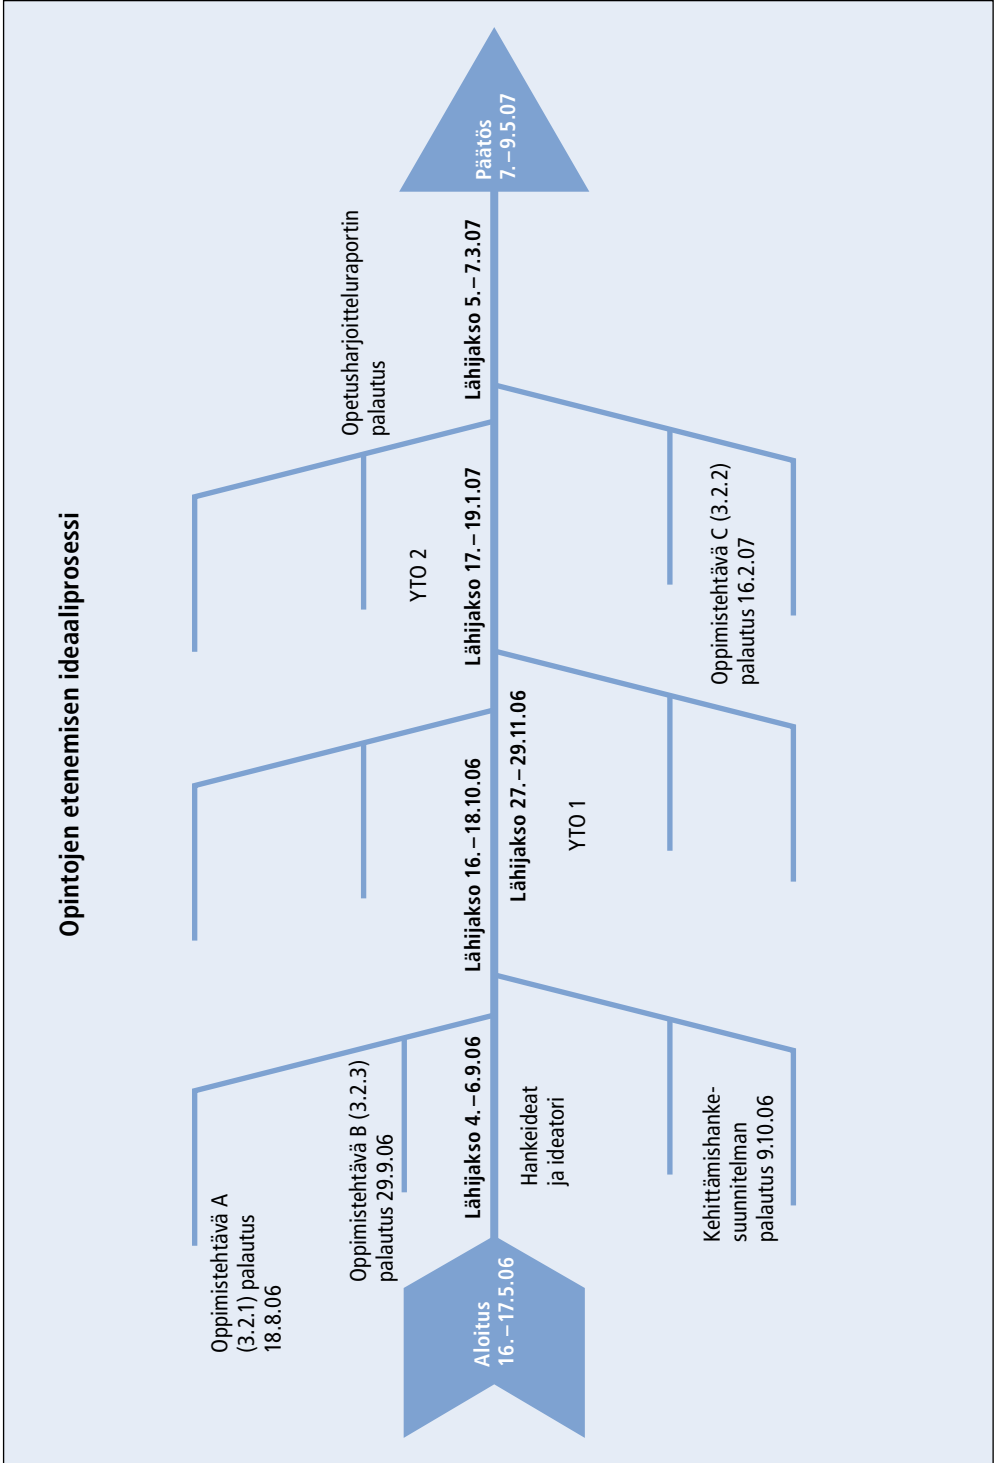 Opintojen etenemisen ideaaliprosessi
Oppimistehtävä A
(3.2.1) palautus
18.8.06
Oppimistehtävä B (3.2.3)
palautus 29.9.06
Opetusharjoitteluraportin
palautus
YTO 2
Aloitus
16.–17.5.06
Lähijakso 4.–6.9.06
Lähijakso 16.–18.10.06
Lähijakso 17.–19.1.07
Lähijakso 5.–7.3.07
Päätös
7.–9.5.07
Lähijakso 27.–29.11.06
Hankeideat
ja ideatori
YTO 1
Kehittämishanke-
suunnitelman
palautus 9.10.06
Oppimistehtävä C (3.2.2)
palautus 16.2.07